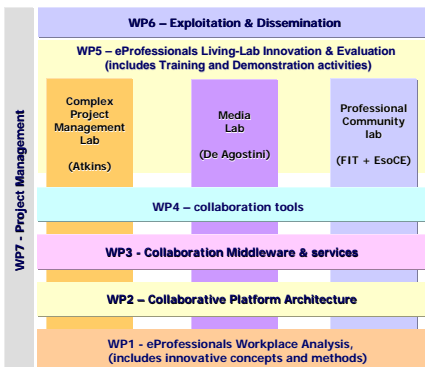 WP6 – Exploitation & Dissemination
WP5 – eProfessionals Living-Lab Innovation & Evaluation
(includes Training and Demonstration activities)
Complex
Project
Management
Lab
(Atkins)
Media
Lab
(De Agostini)
Professional
Community
lab
(FIT + EsoCE)
WP4 – collaboration tools
WP3 - Collaboration Middleware & services
WP2 – Collaborative Platform Architecture
WP1 - eProfessionals Workplace Analysis,
(includes innovative concepts and methods)
WP7 - Project Management